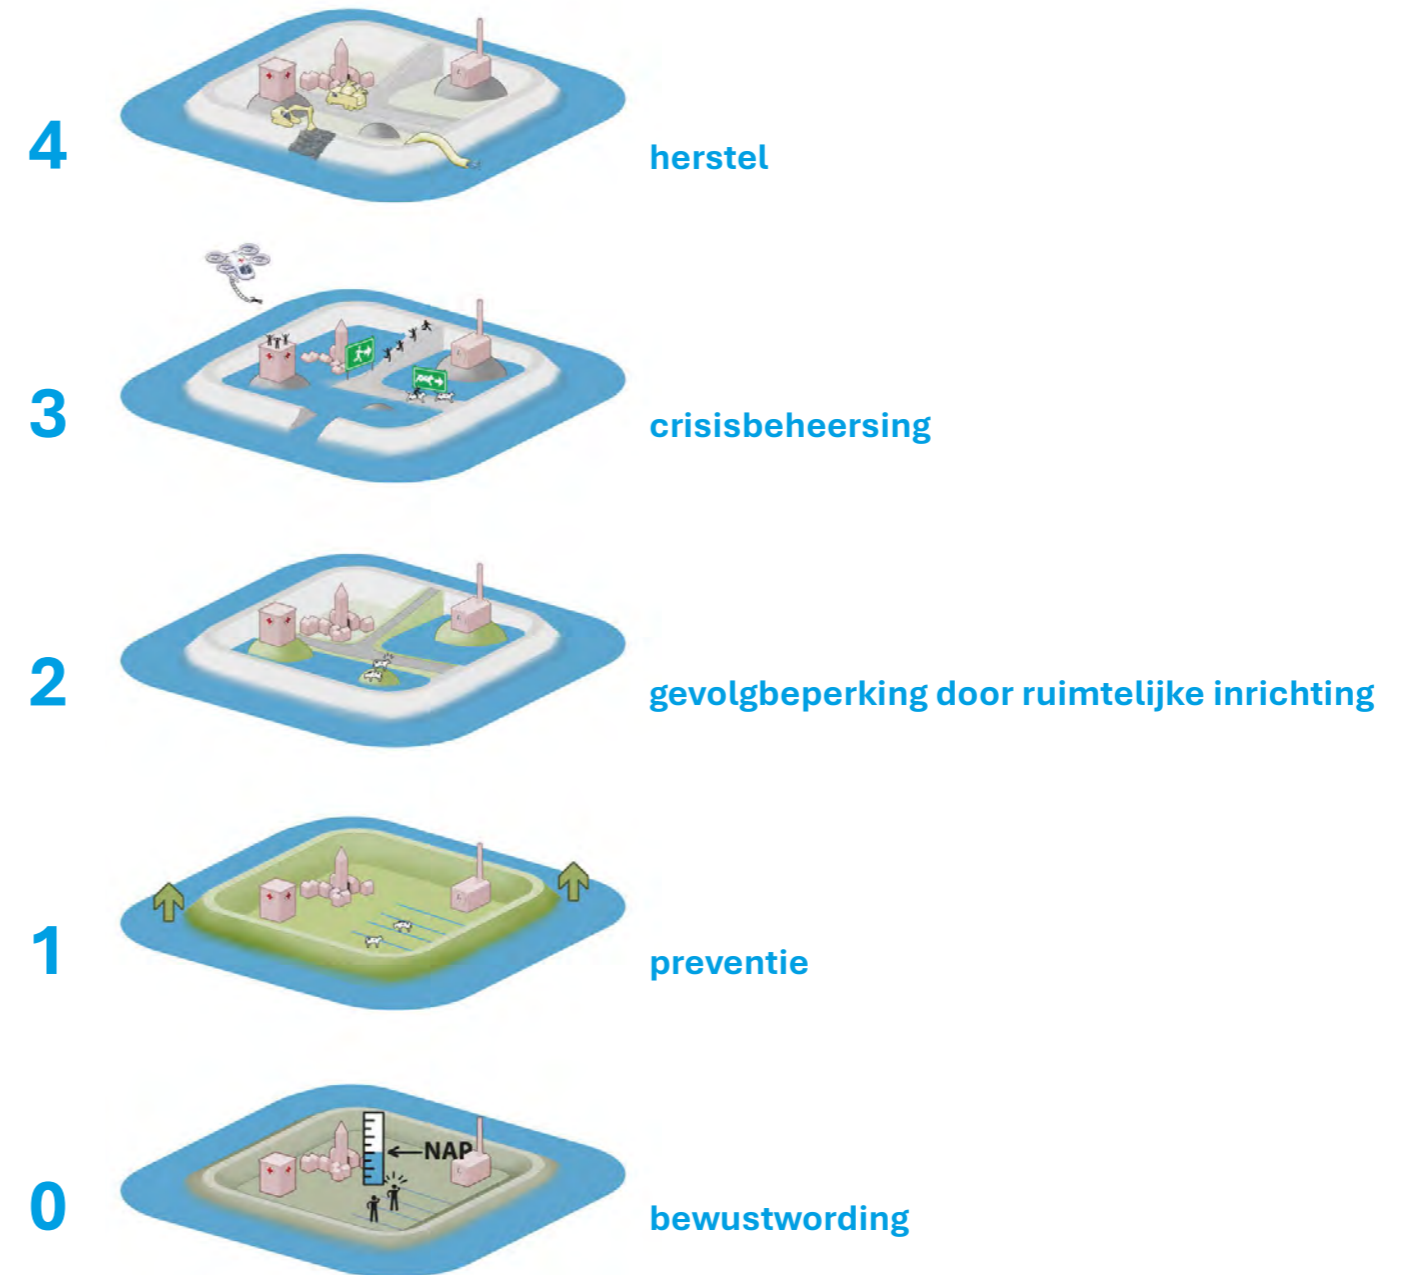 4
herstel
3
crisisbeheersing
2
gevolgbeperking door ruimtelijke inrichting
1
preventie
NAP
0
bewustwording